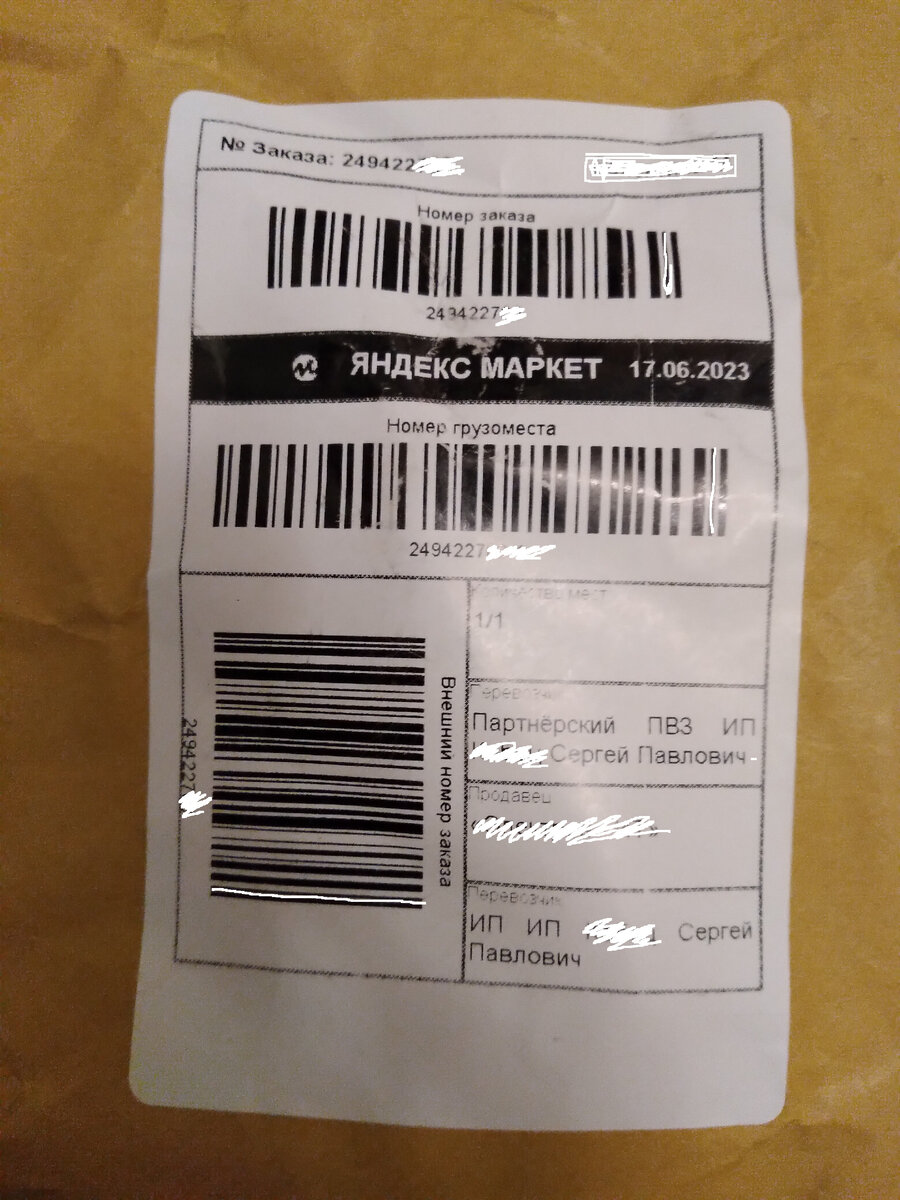 № Заказа: 249422
Номер заказа
2494227
ЯНДЕКС МАРКЕТ 17.06.2023
Номер грузоместа
2494227
Количество мест
1/1
Перевозчик
Партнёрский ПВЗ ИП
Сергей Павлович-
Продавец
Перевозчик
ИП ИП Сергей
Павлович
Внешний номер заказа
2494227